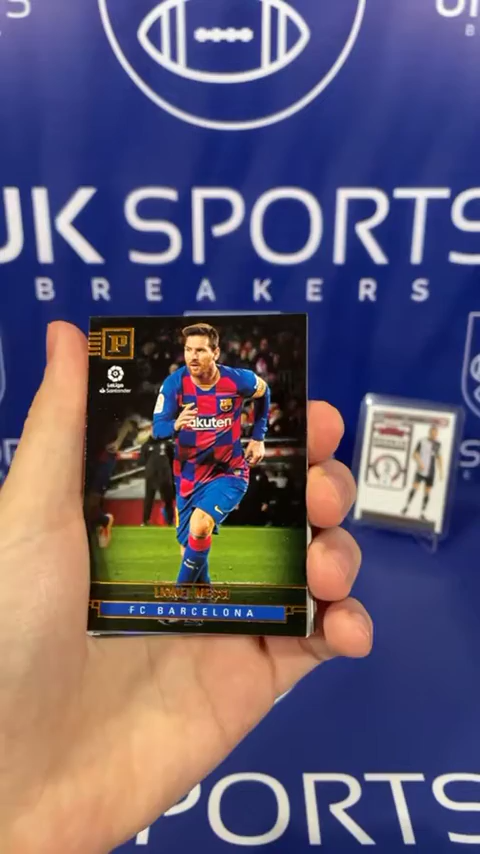 UK SPORTS
BREAKERS
P
LaLiga
Santander
Rakuten
LIONEL MESSI
FC BARCELONA
SPORTS